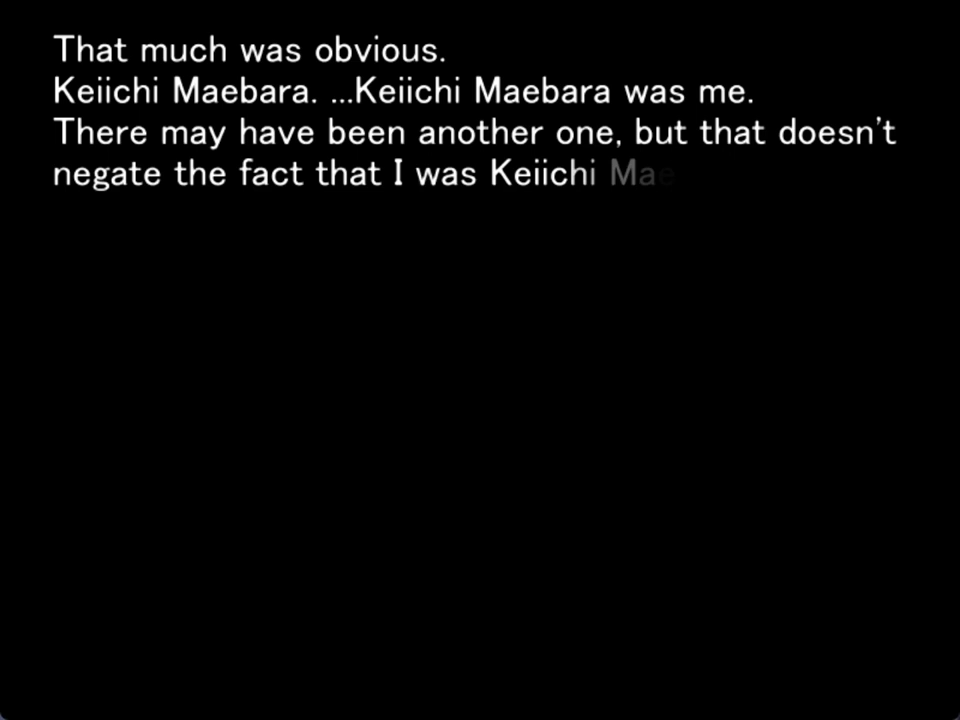 That much was obvious.
Keiichi Maebara. ...Keiichi Maebara was me.
There may have been another one, but that doesn't
negate the fact that I was Keiichi Mae